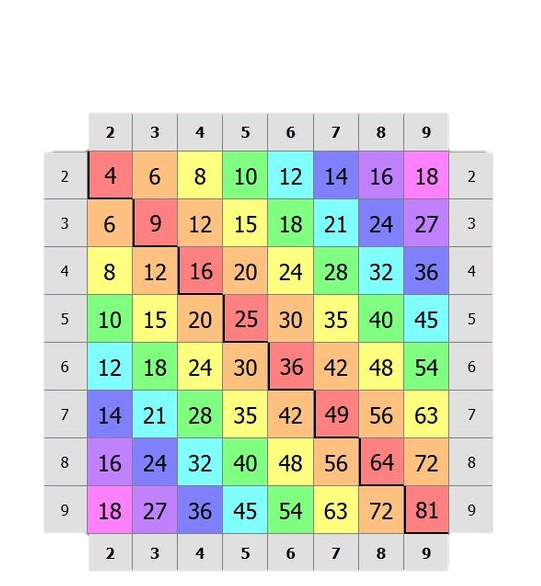 2 3 4 5 6 7 8 9
2 4 6 8 10 12 14 16 18 2
3 6 9 12 15 18 21 24 27 3
4 8 12 16 20 24 28 32 36 4
5 10 15 20 25 30 35 40 45 5
6 12 18 24 30 36 42 48 54 6
7 14 21 28 35 42 49 56 63 7
8 16 24 32 40 48 56 64 72 8
9 18 27 36 45 54 63 72 81 9
2 3 4 5 6 7 8 9